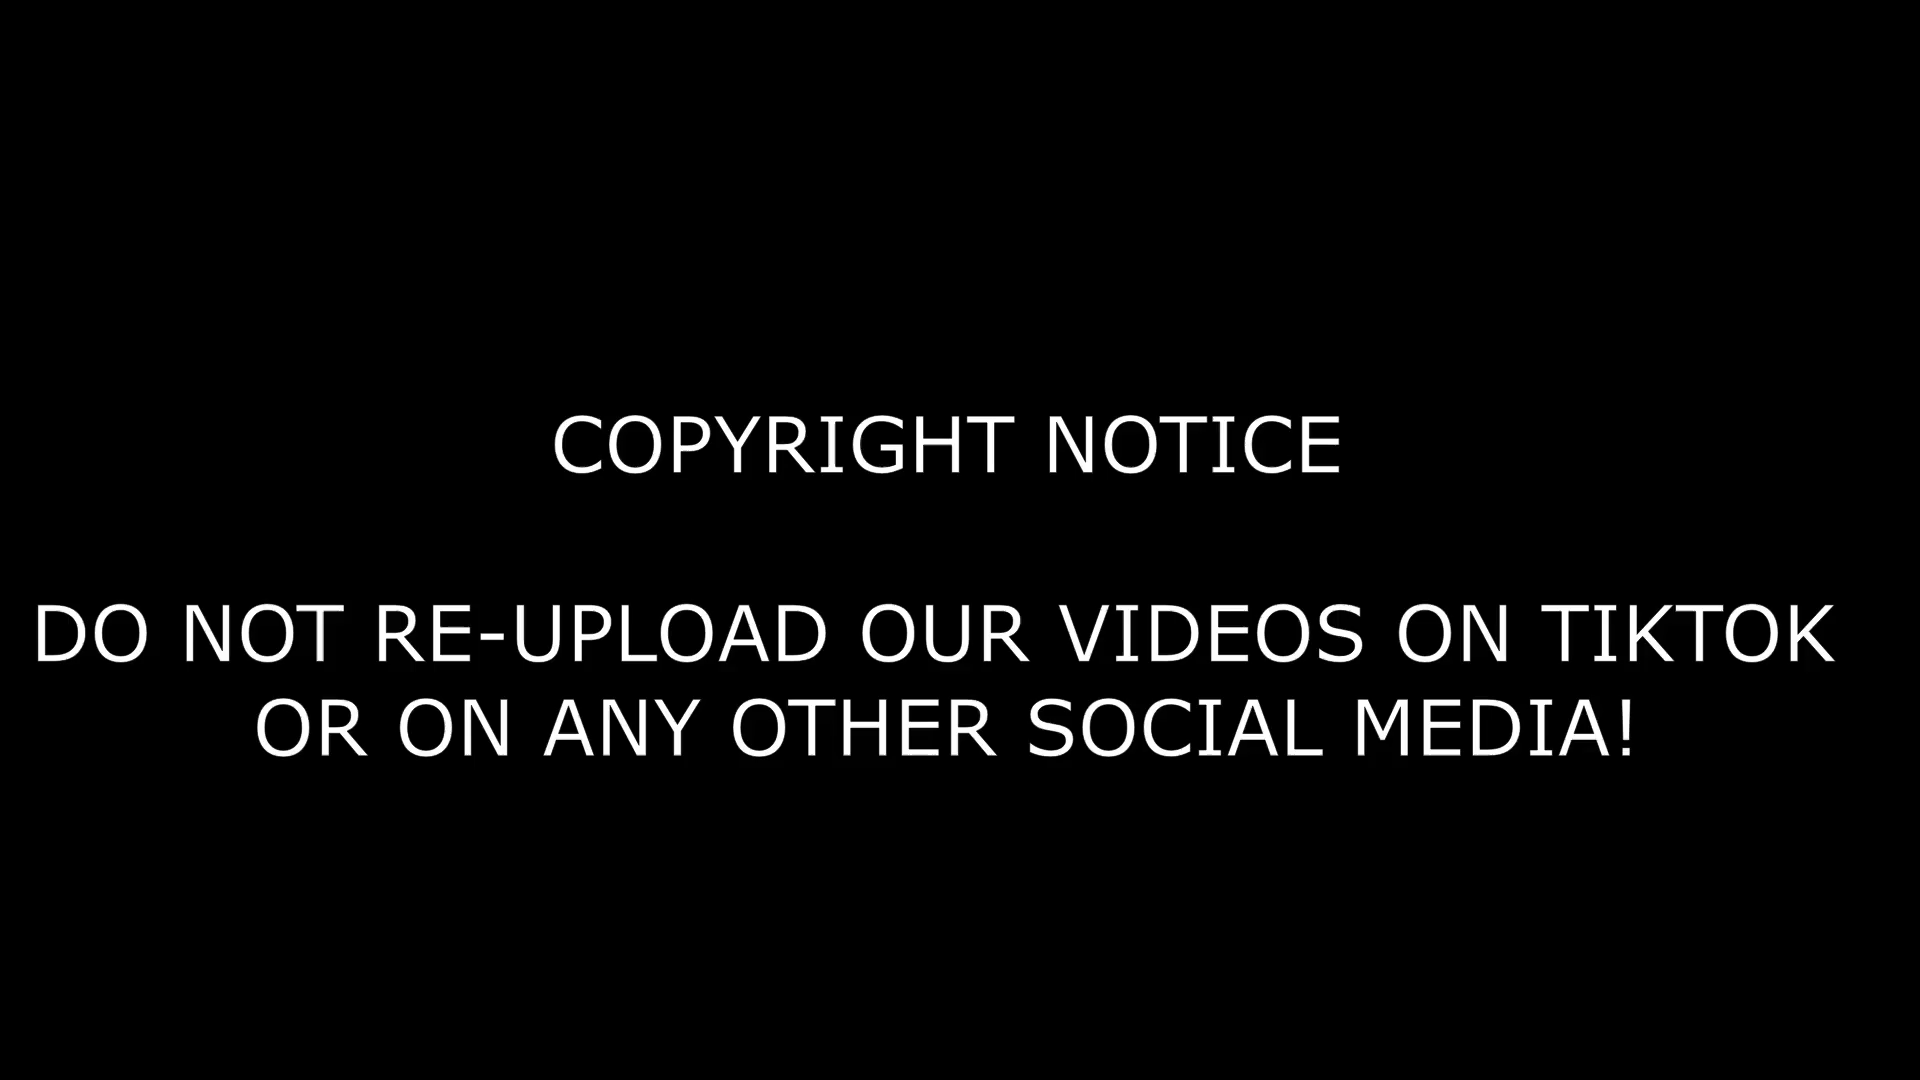 COPYRIGHT NOTICE
DO NOT RE-UPLOAD OUR VIDEOS ON TIKTOK
OR ON ANY OTHER SOCIAL MEDIA!